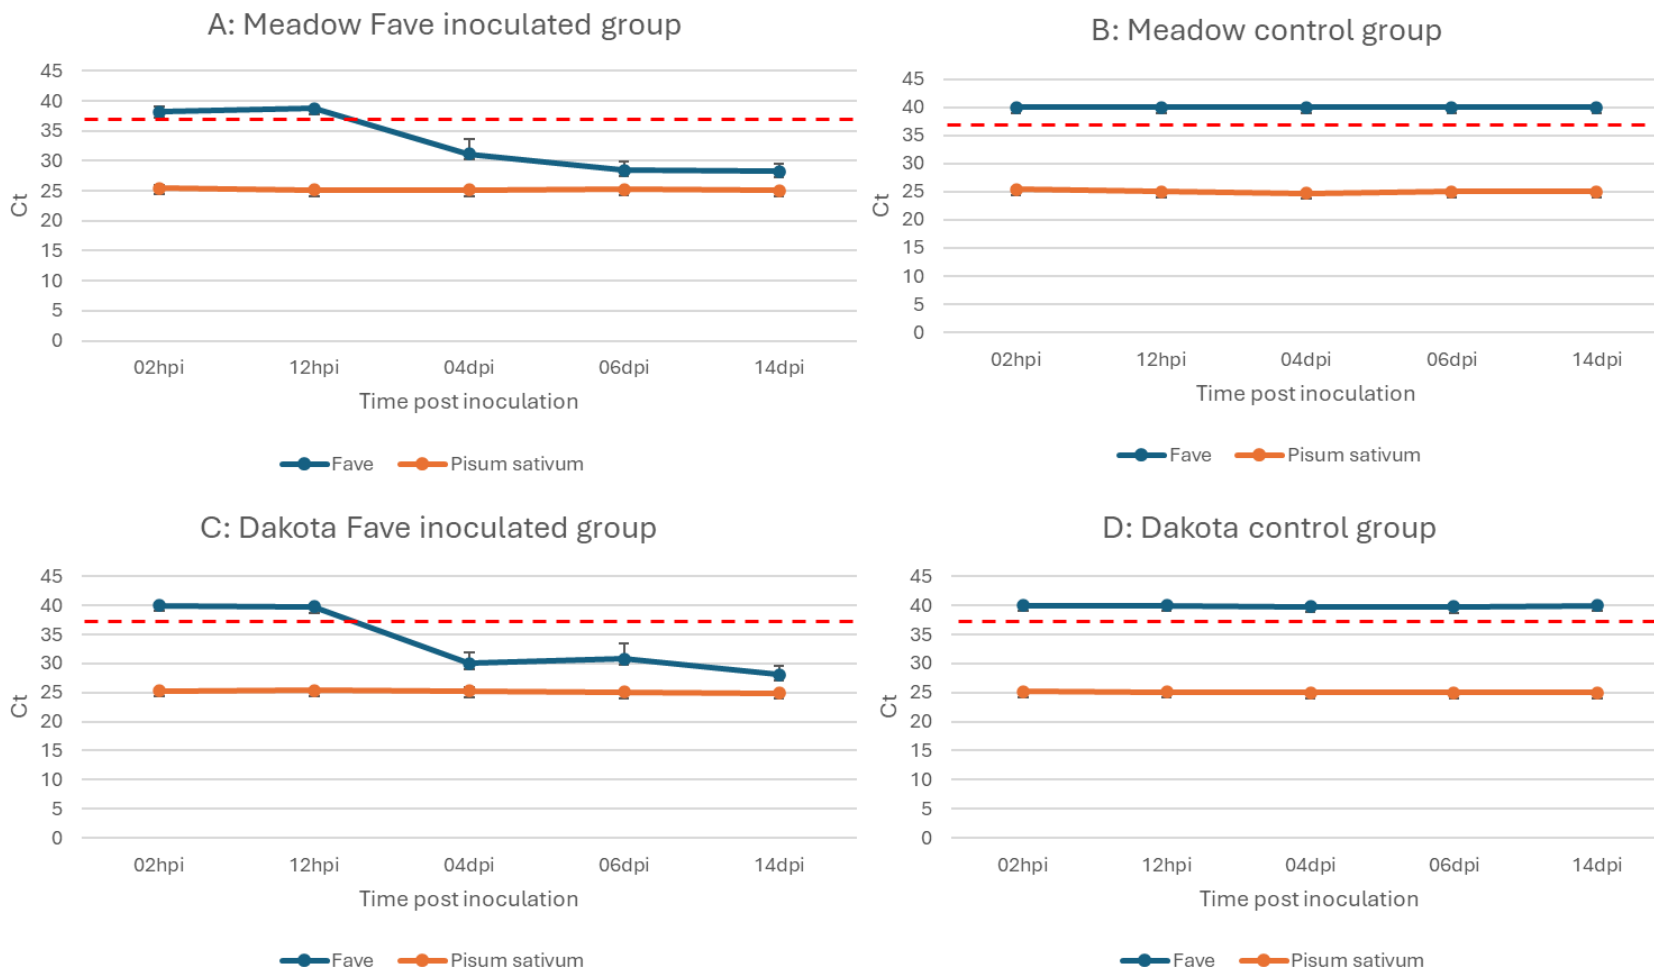 A: Meadow Fave inoculated group
45
40
35
30
25
20
15
10
5
0
Ct
02hpi 12hpi 04dpi 06dpi 14dpi
Time post inoculation
Fave Pisum sativum
B: Meadow control group
45
40
35
30
25
20
15
10
5
0
Ct
02hpi 12hpi 04dpi 06dpi 14dpi
Time post inoculation
Fave Pisum sativum
C: Dakota Fave inoculated group
45
40
35
30
25
20
15
10
5
0
Ct
02hpi 12hpi 04dpi 06dpi 14dpi
Time post inoculation
Fave Pisum sativum
D: Dakota control group
45
40
35
30
25
20
15
10
5
0
Ct
02hpi 12hpi 04dpi 06dpi 14dpi
Time post inoculation
Fave Pisum sativum